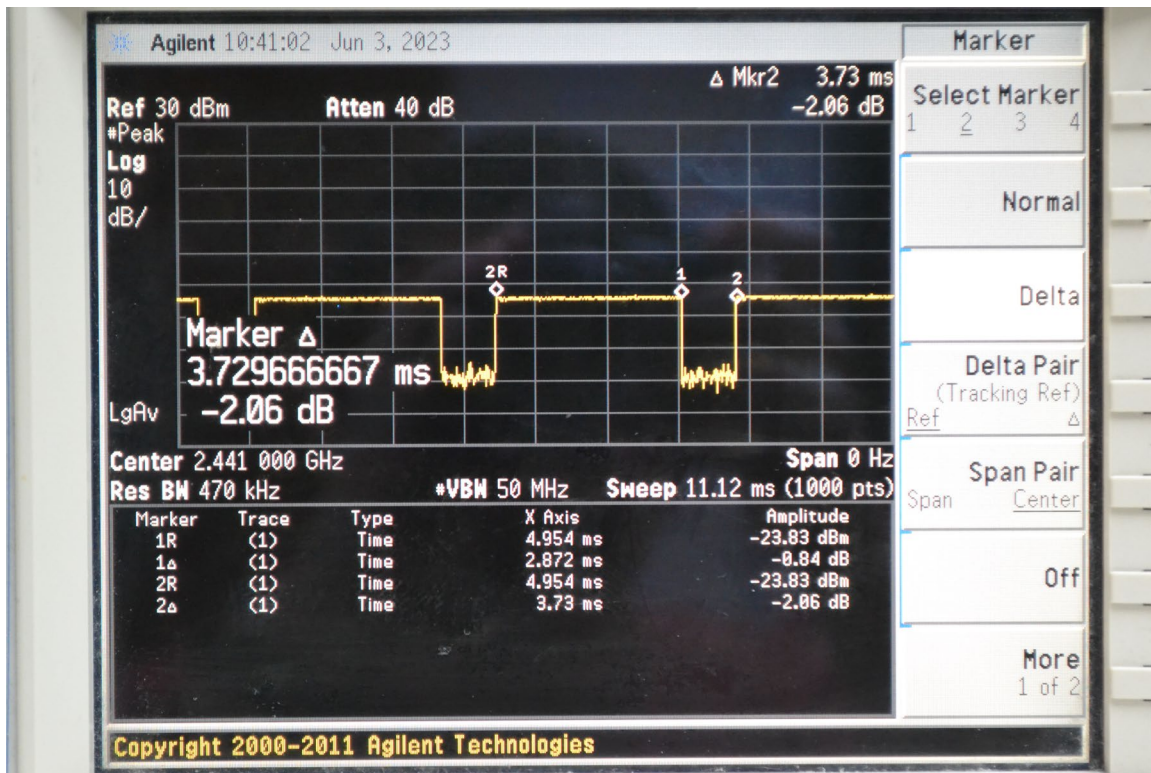 Agilent 10:41:02 Jun 3, 2023
Marker
Δ Mkr2 3.73 ms
Ref 30 dBm Atten 40 dB -2.06 dB
#Peak
Log
10
dB/
2R 1 2
Marker Δ
3.729666667 ms
-2.06 dB
LgAv
Center 2.441 000 GHz Span 0 Hz
Res BW 470 kHz #VBW 50 MHz Sweep 11.12 ms (1000 pts)
Marker Trace Type X Axis Amplitude
1R (1) Time 4.954 ms -23.83 dBm
1Δ (1) Time 2.872 ms -0.84 dB
2R (1) Time 4.954 ms -23.83 dBm
2Δ (1) Time 3.73 ms -2.06 dB
Copyright 2000-2011 Agilent Technologies
Select Marker
1 2 3 4
Normal
Delta
Delta Pair
(Tracking Ref)
Ref Δ
Span Pair
Span Center
Off
More
1 of 2